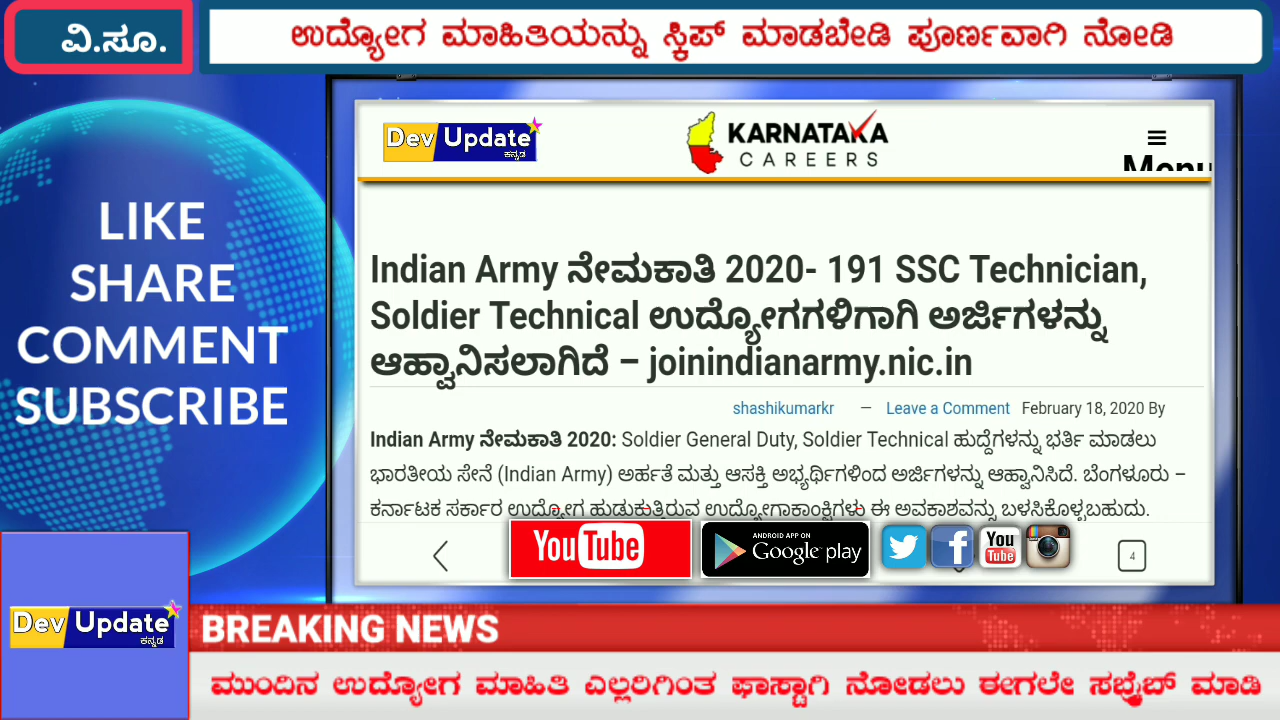 ವಿ.ಸೂ.
ಉದ್ಯೋಗ ಮಾಹಿತಿಯನ್ನು ಸ್ಕಿಪ್ ಮಾಡಬೇಡಿ ಪೂರ್ಣವಾಗಿ ನೋಡಿ
LIKE
SHARE
COMMENT
SUBSCRIBE
Dev Update
ಕನ್ನಡ
KARNATAKA
CAREERS
Menu
Indian Army ನೇಮಕಾತಿ 2020- 191 SSC Technician,
Soldier Technical ಉದ್ಯೋಗಗಳಿಗಾಗಿ ಅರ್ಜಿಗಳನ್ನು
ಆಹ್ವಾನಿಸಲಾಗಿದೆ – joinindianarmy.nic.in
shashikumarkr — Leave a Comment February 18, 2020 By
Indian Army ನೇಮಕಾತಿ 2020: Soldier General Duty, Soldier Technical ಹುದ್ದೆಗಳನ್ನು ಭರ್ತಿ ಮಾಡಲು
ಭಾರತೀಯ ಸೇನೆ (Indian Army) ಅರ್ಹತೆ ಮತ್ತು ಆಸಕ್ತಿ ಅಭ್ಯರ್ಥಿಗಳಿಂದ ಅರ್ಜಿಗಳನ್ನು ಆಹ್ವಾನಿಸಿದೆ. ಬೆಂಗಳೂರು –
ಕರ್ನಾಟಕ ಸರ್ಕಾರ ಉದ್ಯೋಗ ಹುಡುಕುತ್ತಿರುವ ಉದ್ಯೋಗಾಕಾಂಕ್ಷಿಗಳು ಈ ಅವಕಾಶವನ್ನು ಬಳಸಿಕೊಳ್ಳಬಹುದು.
YouTube
ANDROID APP ON
Google play
You
Tube
4
Dev Update
ಕನ್ನಡ
BREAKING NEWS
ಮುಂದಿನ ಉದ್ಯೋಗ ಮಾಹಿತಿ ಎಲ್ಲರಿಗಿಂತ ಫಾಸ್ಟಾಗಿ ನೋಡಲು ಈಗಲೇ ಸಬ್ಸ್ಕ್ರೈಬ್ ಮಾಡಿ